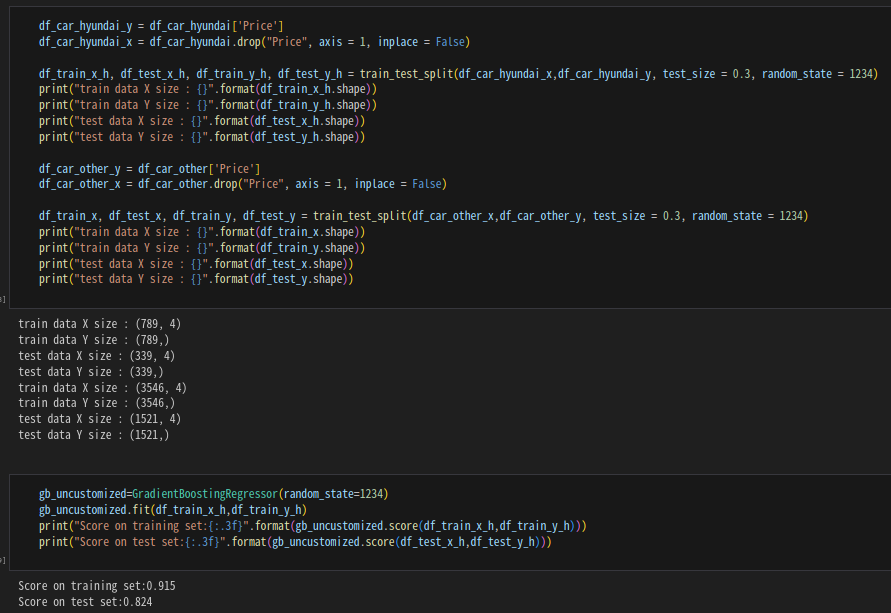 df_car_hyundai_y = df_car_hyundai['Price']
df_car_hyundai_x = df_car_hyundai.drop("Price", axis = 1, inplace = False)
df_train_x_h, df_test_x_h, df_train_y_h, df_test_y_h = train_test_split(df_car_hyundai_x,df_car_hyundai_y, test_size = 0.3, random_state = 1234)
print("train data X size : {}".format(df_train_x_h.shape))
print("train data Y size : {}".format(df_train_y_h.shape))
print("test data X size : {}".format(df_test_x_h.shape))
print("test data Y size : {}".format(df_test_y_h.shape))
df_car_other_y = df_car_other['Price']
df_car_other_x = df_car_other.drop("Price", axis = 1, inplace = False)
df_train_x, df_test_x, df_train_y, df_test_y = train_test_split(df_car_other_x,df_car_other_y, test_size = 0.3, random_state = 1234)
print("train data X size : {}".format(df_train_x.shape))
print("train data Y size : {}".format(df_train_y.shape))
print("test data X size : {}".format(df_test_x.shape))
print("test data Y size : {}".format(df_test_y.shape))
train data X size : (789, 4)
train data Y size : (789,)
test data X size : (339, 4)
test data Y size : (339,)
train data X size : (3546, 4)
train data Y size : (3546,)
test data X size : (1521, 4)
test data Y size : (1521,)
gb_uncustomized=GradientBoostingRegressor(random_state=1234)
gb_uncustomized.fit(df_train_x_h,df_train_y_h)
print("Score on training set:{:.3f}".format(gb_uncustomized.score(df_train_x_h,df_train_y_h)))
print("Score on test set:{:.3f}".format(gb_uncustomized.score(df_test_x_h,df_test_y_h)))
Score on training set:0.915
Score on test set:0.824